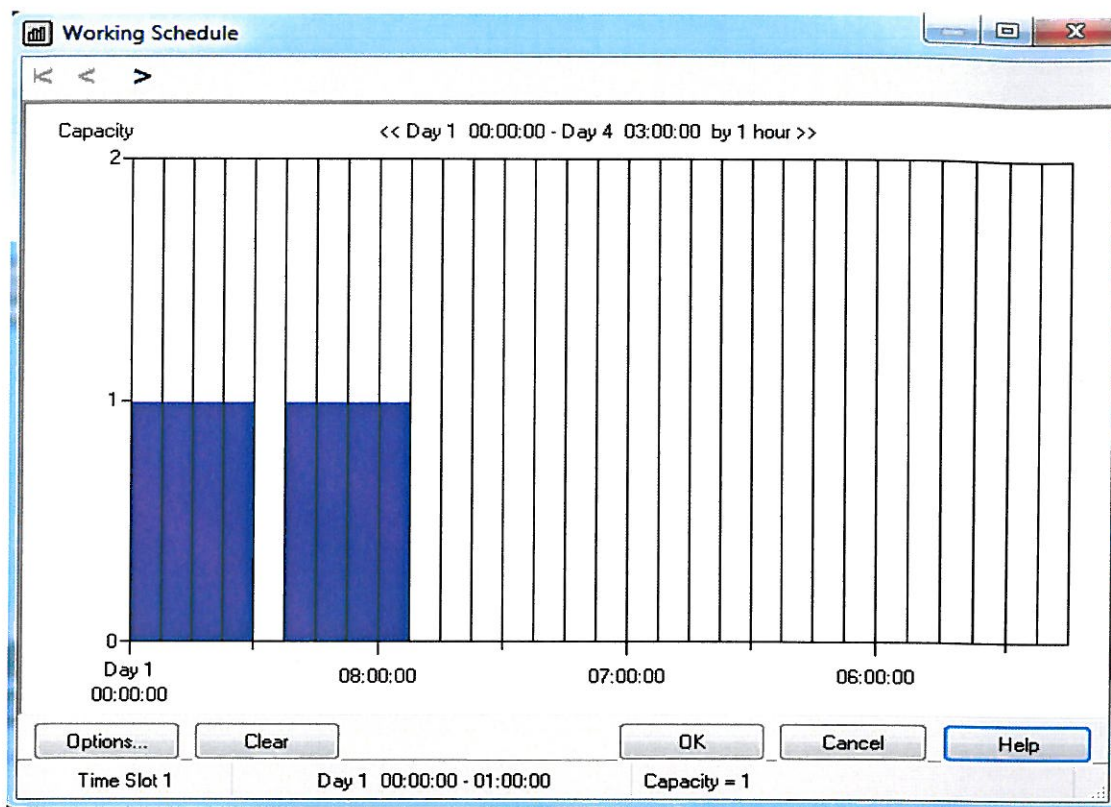 Working Schedule
Capacity
<< Day 1 00:00:00 - Day 4 03:00:00 by 1 hour >>
2
1
0
Day 1
00:00:00
08:00:00
07:00:00
06:00:00
Options...
Clear
OK
Cancel
Help
Time Slot 1
Day 1 00:00:00 - 01:00:00
Capacity = 1